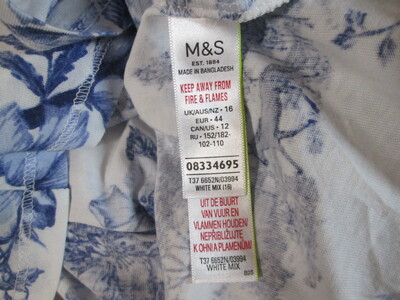 M&S
EST. 1884
MADE IN BANGLADESH
KEEP AWAY FROM
FIRE & FLAMES
UK/AUS/NZ • 16
EUR • 44
CAN/US • 12
RU • 152/182-
102-110
08334695
T37 6652N/03994
WHITE MIX (16)
UIT DE BUURT
VAN VUUR EN
VLAMMEN HOUDEN/
NEPŘIBLIŽUJTE
K OHNI A PLAMENŮM!
T37 6652N/03994
WHITE MIX